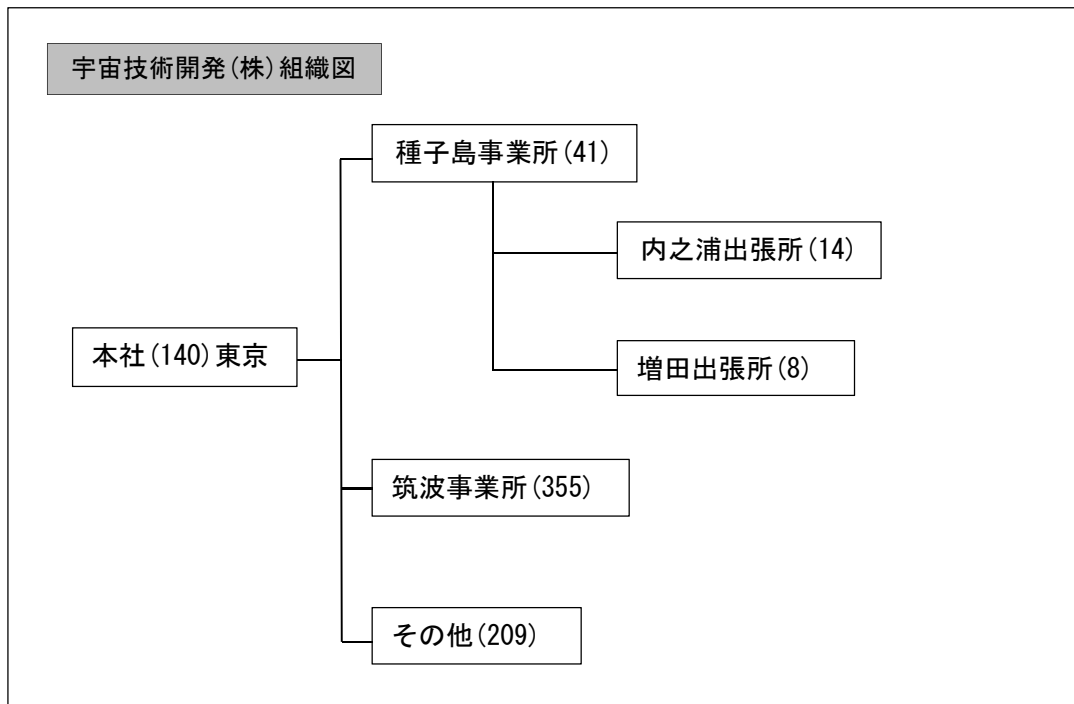 宇宙技術開発(株)組織図
種子島事業所(41)
内之浦出張所(14)
本社(140)東京
増田出張所(8)
筑波事業所(355)
その他(209)